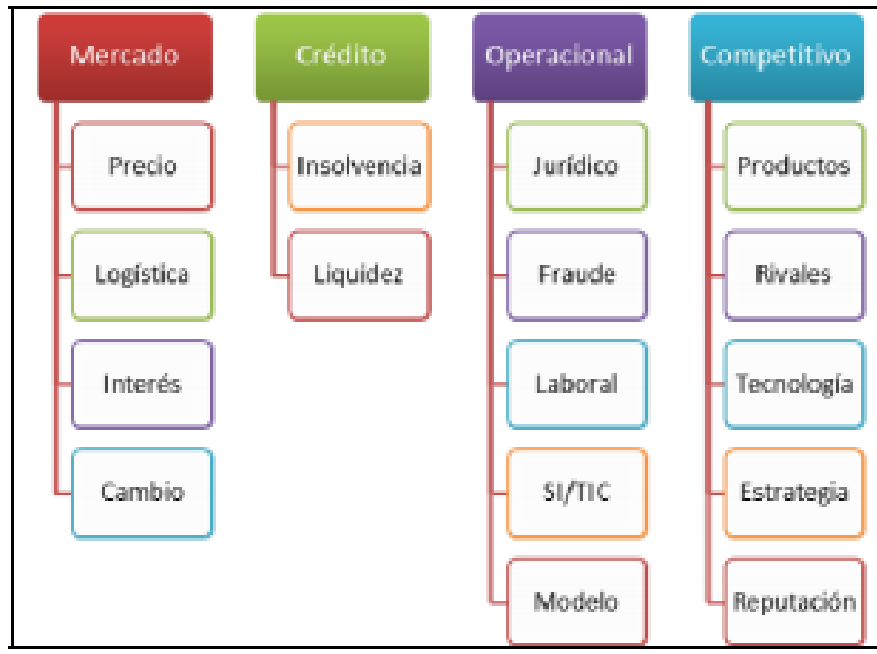 Mercado
Precio
Logística
Interés
Cambio
Crédito
Insolvencia
Liquidez
Operacional
Jurídico
Fraude
Laboral
SI/TIC
Modelo
Competitivo
Productos
Rivales
Tecnología
Estrategia
Reputación